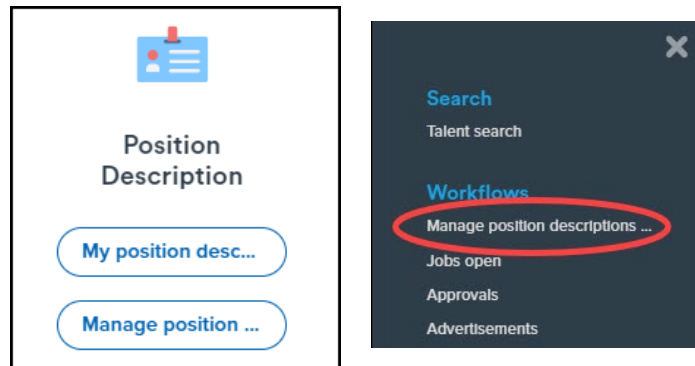 Position
Description
My position desc...
Manage position ...
Search
Talent search
Workflows
Manage position descriptions ...
Jobs open
Approvals
Advertisements